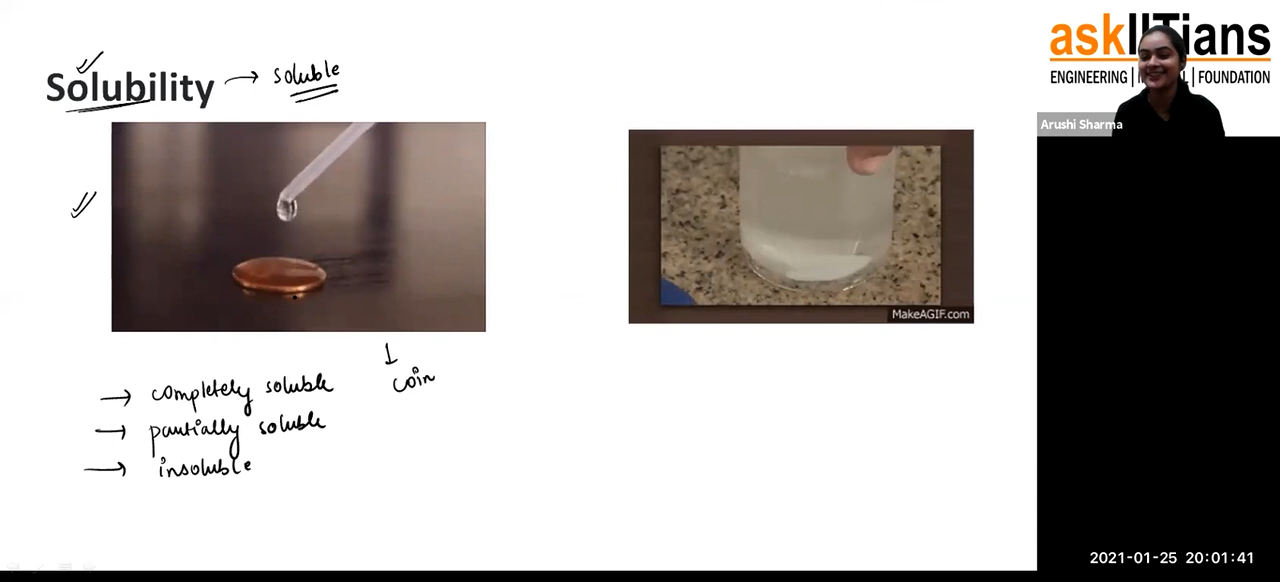 Solubility → soluble
askIITians
ENGINEERING | | FOUNDATION
Arushi Sharma
MakeAGIF.com
↓
coin
→ completely soluble
→ partially soluble
→ insoluble
2021-01-25 20:01:41